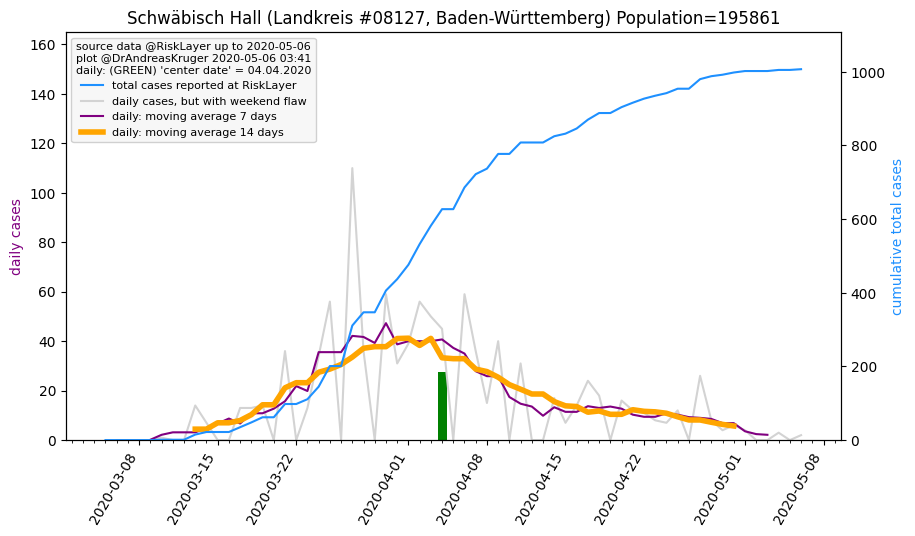 Schwäbisch Hall (Landkreis #08127, Baden-Württemberg) Population=195861
source data @RiskLayer up to 2020-05-06
plot @DrAndreasKruger 2020-05-06 03:41
daily: (GREEN) 'center date' = 04.04.2020
total cases reported at RiskLayer
daily cases, but with weekend flaw
daily: moving average 7 days
daily: moving average 14 days
daily cases
160
140
120
100
80
60
40
20
0
cumulative total cases
1000
800
600
400
200
0
2020-03-08
2020-03-15
2020-03-22
2020-04-01
2020-04-08
2020-04-15
2020-04-22
2020-05-01
2020-05-08